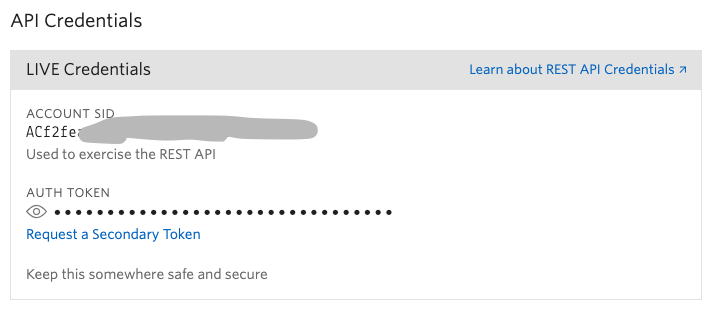 API Credentials
LIVE Credentials
Learn about REST API Credentials ↗
ACCOUNT SID
ACf2fe
Used to exercise the REST API
AUTH TOKEN
••••••••••••••••••••••••••••••••
Request a Secondary Token
Keep this somewhere safe and secure